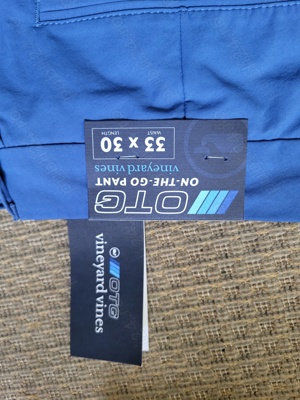 OTG
ON-THE-GO PANT
vineyard vines
WAIST LENGTH
33 x 30
OTG
vineyard vines